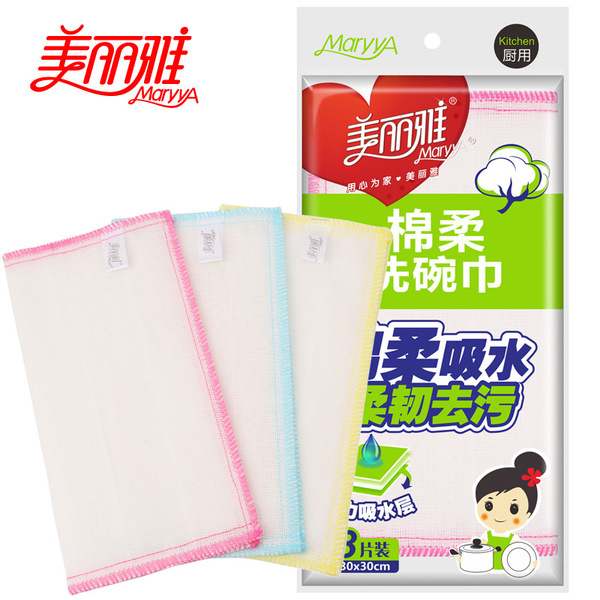 美丽雅
MaryyA
MaryyA
Kitchen
厨用
美丽雅®
MaryyA®
用心为家♥美丽雅
棉柔
洗碗巾
棉柔吸水
柔韧去污
吸水层
3片装
30x30cm